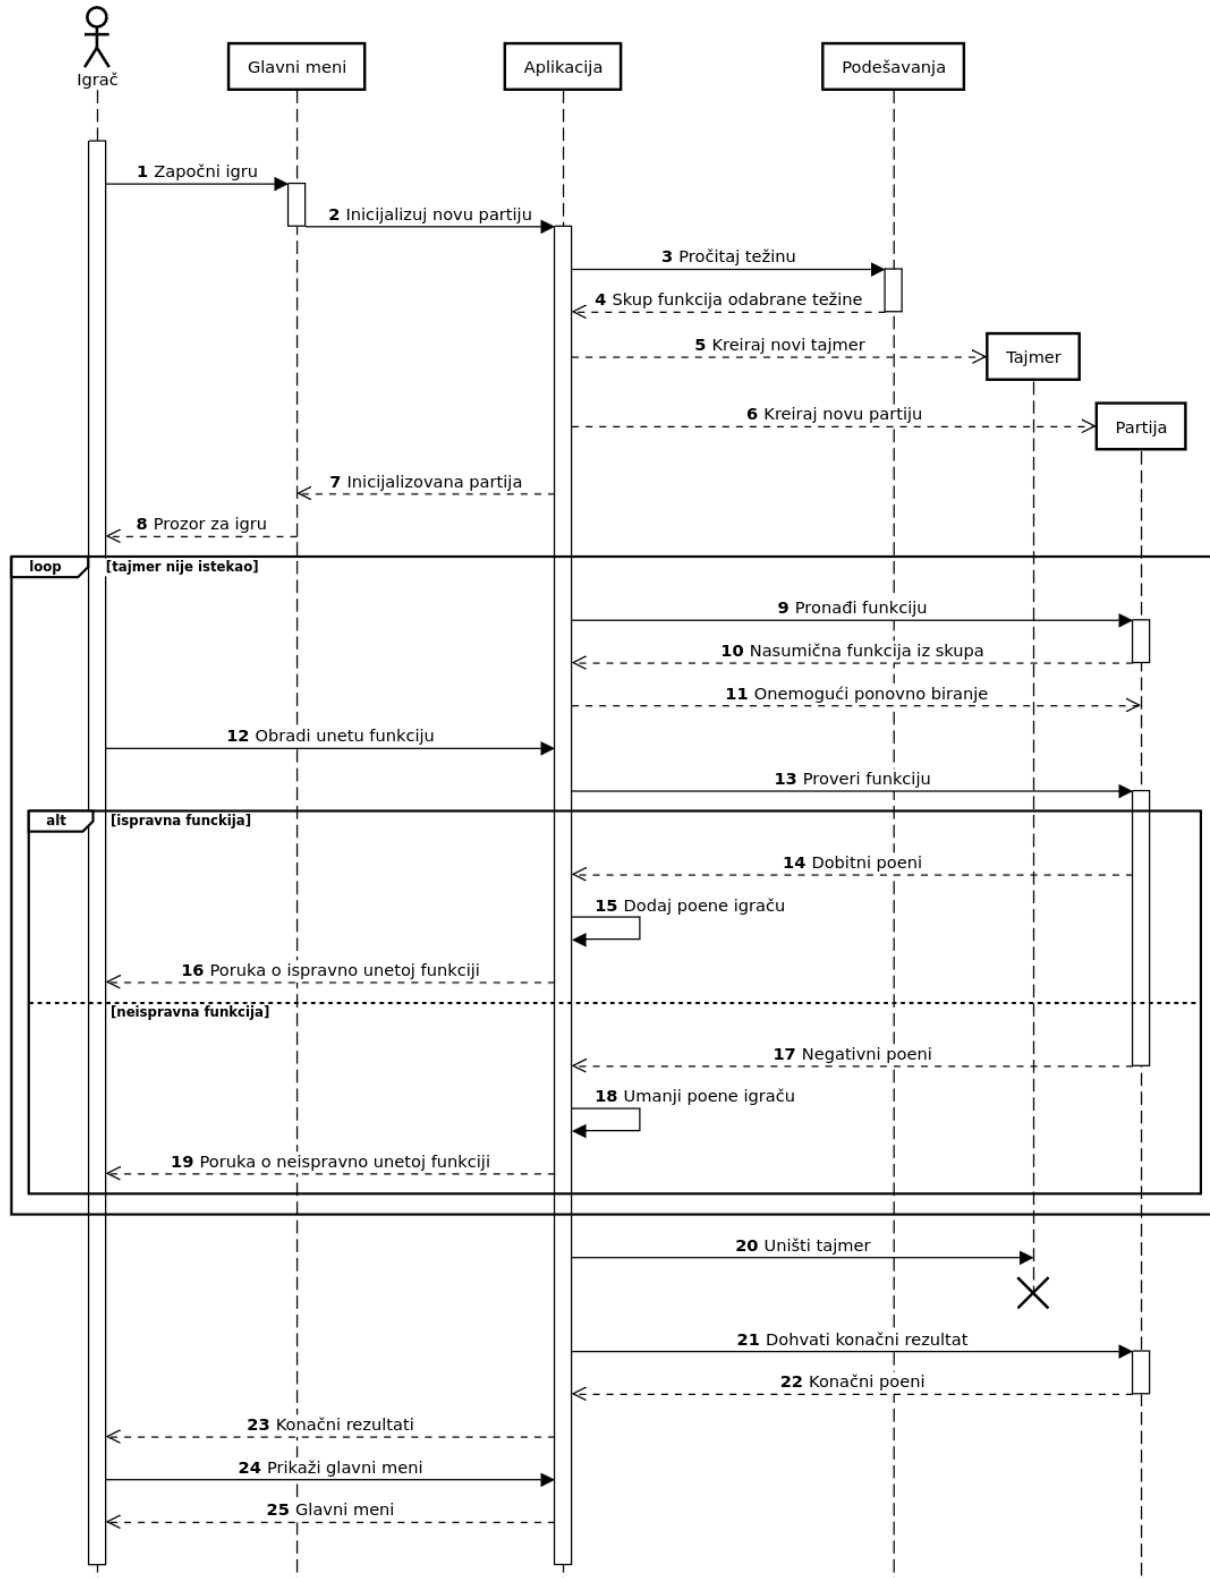 Igrač
Glavni meni
Aplikacija
Podešavanja
1 Započni igru
2 Inicijalizuj novu partiju
3 Pročitaj težinu
4 Skup funkcija odabrane težine
5 Kreiraj novi tajmer
Tajmer
6 Kreiraj novu partiju
Partija
7 Inicijalizovana partija
8 Prozor za igru
loop [tajmer nije istekao]
9 Pronađi funkciju
10 Nasumična funkcija iz skupa
11 Onemogući ponovno biranje
12 Obradi unetu funkciju
13 Proveri funkciju
alt [ispravna funckija]
14 Dobitni poeni
15 Dodaj poene igraču
16 Poruka o ispravno unetoj funkciji
[neispravna funkcija]
17 Negativni poeni
18 Umanji poene igraču
19 Poruka o neispravno unetoj funkciji
20 Uništi tajmer
21 Dohvati konačni rezultat
22 Konačni poeni
23 Konačni rezultati
24 Prikaži glavni meni
25 Glavni meni